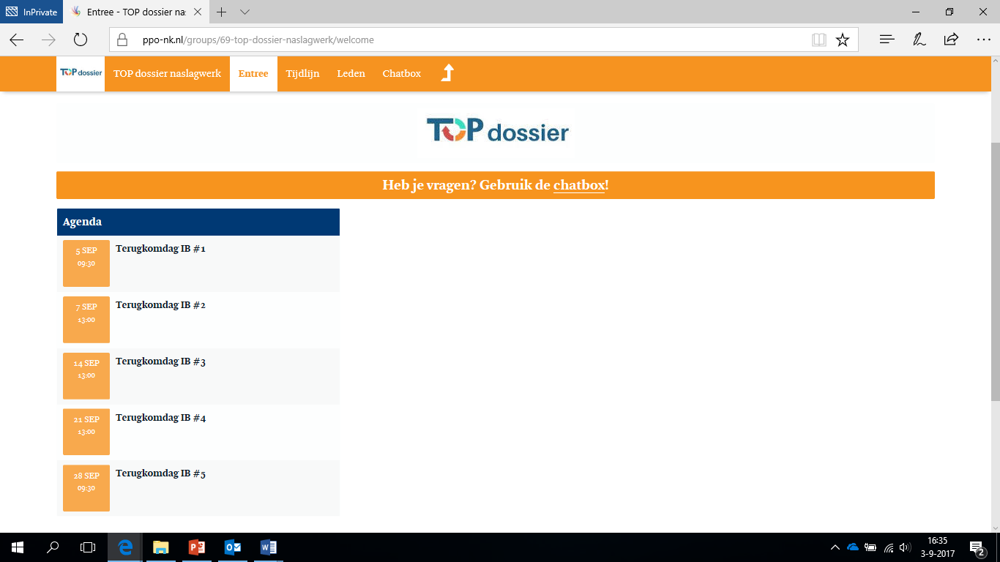 InPrivate
Entree - TOP dossier nas
ppo-nk.nl/groups/69-top-dossier-naslagwerk/welcome
TOP dossier
TOP dossier naslagwerk
Entree
Tijdlijn
Leden
Chatbox
TOP dossier
Heb je vragen? Gebruik de chatbox!
Agenda
5 SEP
09:30
Terugkomdag IB #1
7 SEP
13:00
Terugkomdag IB #2
14 SEP
13:00
Terugkomdag IB #3
21 SEP
13:00
Terugkomdag IB #4
28 SEP
09:30
Terugkomdag IB #5
16:35
3-9-2017
2